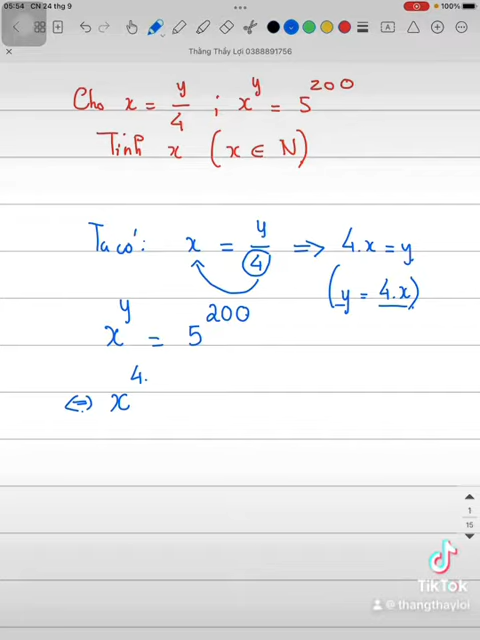 05:54 CN 24 thg 9
100%
Thằng Thầy Lợi 0388891756
Cho x = y/4 ; x^y = 5^200
Tính x (x ∈ N)
Ta có: x = y/4 => 4.x = y
(y = 4.x)
x^y = 5^200
<=> x^4.
1
15
TikTok
@thangthayloi